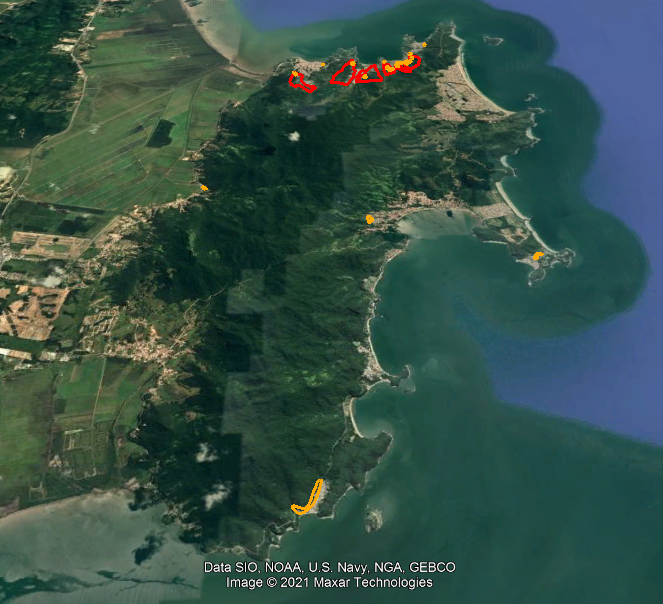 Data SIO, NOAA, U.S. Navy, NGA, GEBCO
Image © 2021 Maxar Technologies